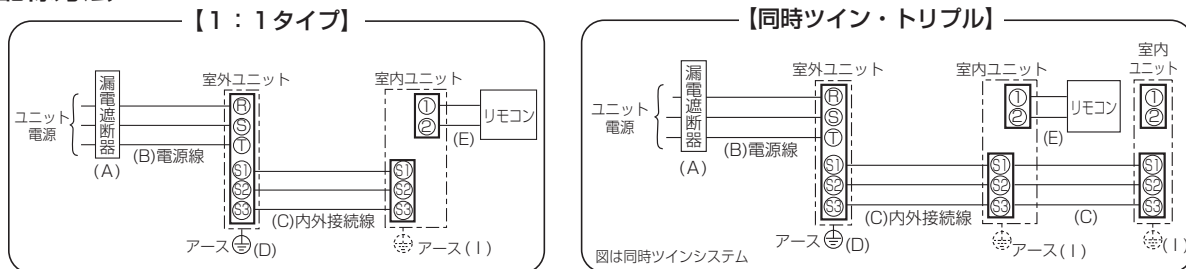 【1：1タイプ】
漏電遮断器
室外ユニット
室内ユニット
ユニット電源
R
S
T
①
②
リモコン
(E)
(B)電源線
(A)
S1
S2
S3
S1
S2
S3
(C)内外接続線
アース
(D)
アース(I)
【同時ツイン・トリプル】
漏電遮断器
室外ユニット
室内ユニット
室内
ユニット
ユニット
電源
R
S
T
①
②
リモコン
①
②
(E)
(B)電源線
(A)
S1
S2
S3
S1
S2
S3
S1
S2
S3
(C)内外接続線
(C)
アース
(D)
アース(I)
(I)
図は同時ツインシステム